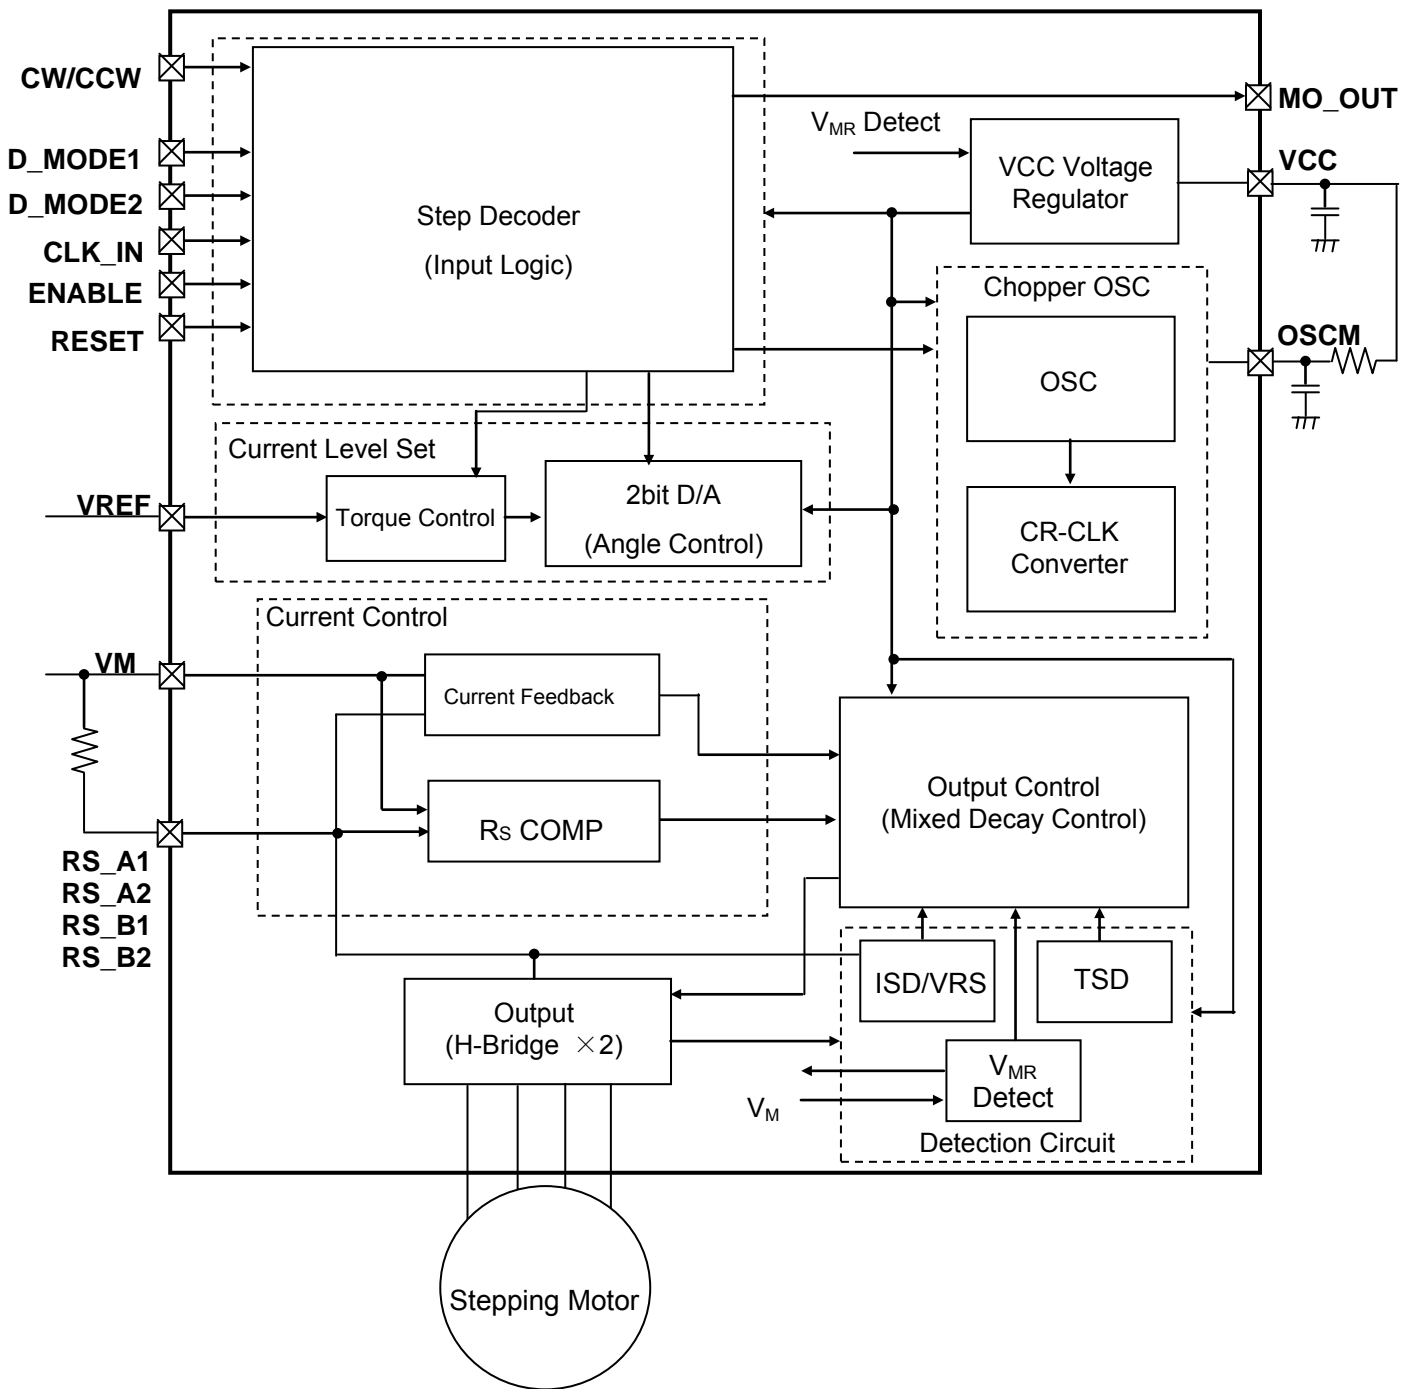 CW/CCW
D_MODE1
D_MODE2
CLK_IN
ENABLE
RESET
Step Decoder
(Input Logic)
MO_OUT
VMR Detect
VCC Voltage
Regulator
VCC
Chopper OSC
OSC
CR-CLK
Converter
OSCM
Current Level Set
VREF
Torque Control
2bit D/A
(Angle Control)
Current Control
VM
Current Feedback
RS COMP
RS_A1
RS_A2
RS_B1
RS_B2
Output Control
(Mixed Decay Control)
Output
(H-Bridge ×2)
ISD/VRS
TSD
VMR
Detect
VM
Detection Circuit
Stepping Motor